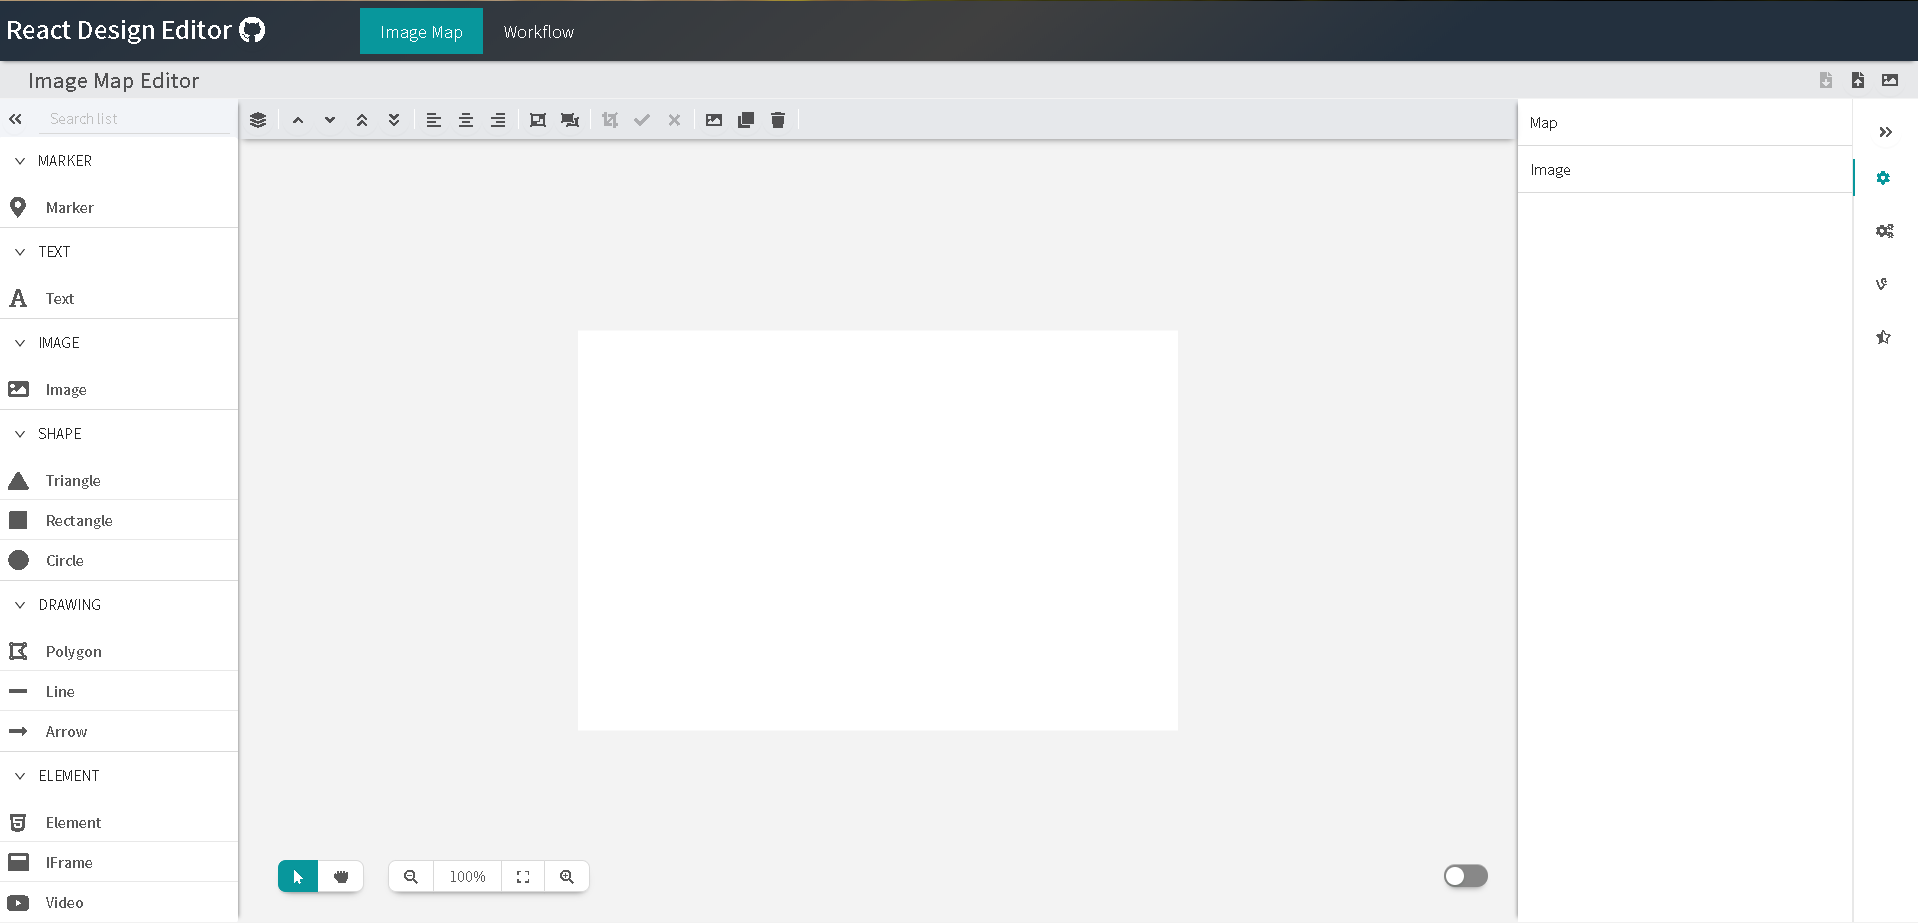 React Design Editor
Image Map
Workflow
Image Map Editor
Search list
MARKER
Marker
TEXT
Text
IMAGE
Image
SHAPE
Triangle
Rectangle
Circle
DRAWING
Polygon
Line
Arrow
ELEMENT
Element
IFrame
Video
100%
Map
Image